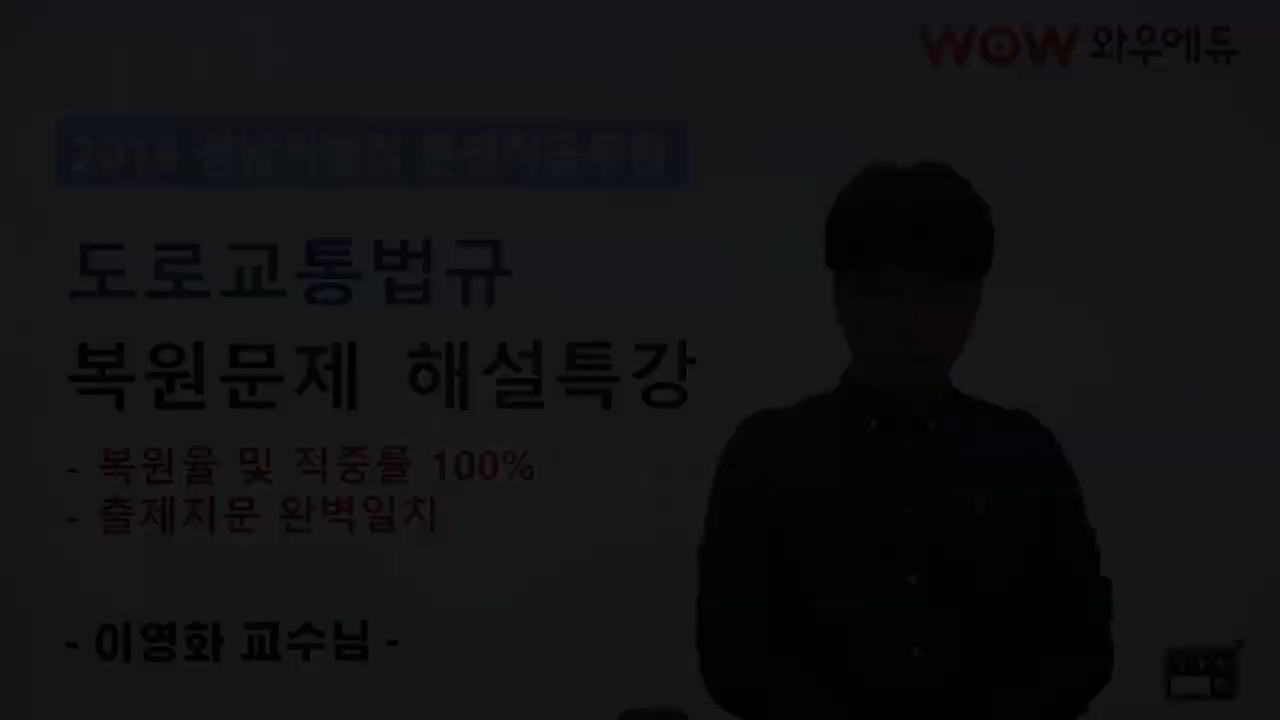 WOW 와우에듀
도로교통법규
복원문제 해설특강
- 복원율 및 적중률 100%
- 출제지문 완벽일치
- 이영화 교수님 -